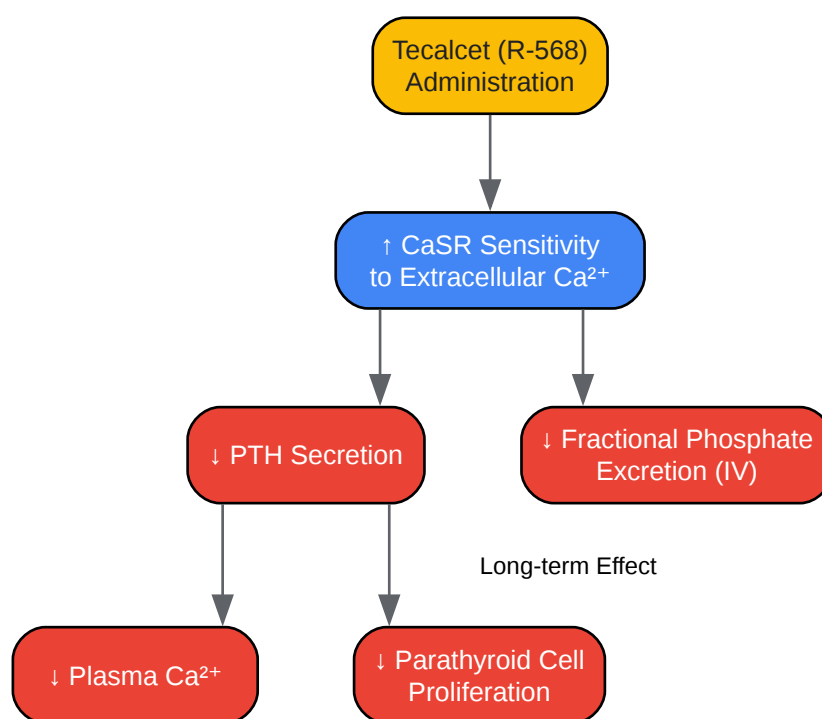 Tecalcet (R-568)
Administration
↑ CaSR Sensitivity
to Extracellular Ca²⁺
↓ PTH Secretion
↓ Fractional Phosphate
Excretion (IV)
Long-term Effect
↓ Plasma Ca²⁺
↓ Parathyroid Cell
Proliferation